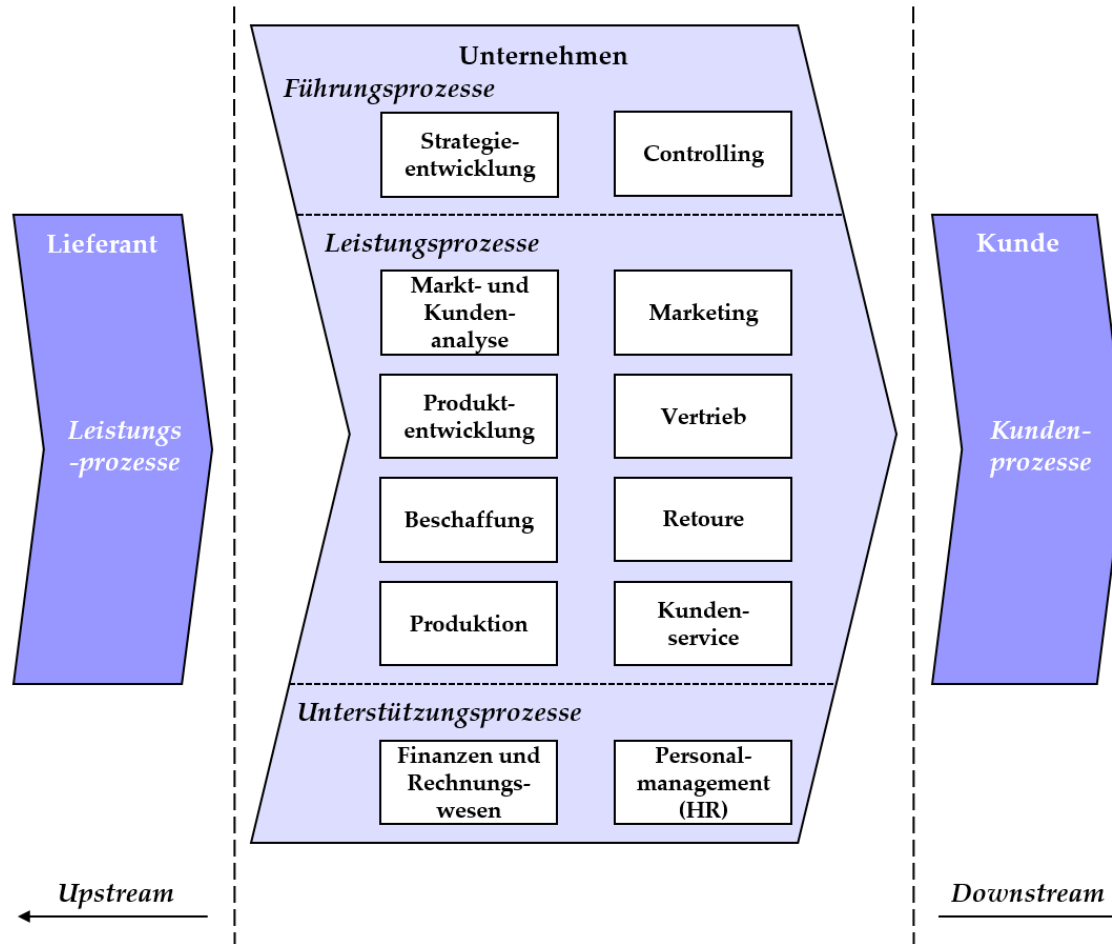 Unternehmen
Führungsprozesse
Strategie-
entwicklung
Controlling
Lieferant
Leistungs
-prozesse
Leistungsprozesse
Markt- und
Kunden-
analyse
Marketing
Produkt-
entwicklung
Vertrieb
Beschaffung
Retoure
Produktion
Kunden-
service
Unterstützungsprozesse
Finanzen und
Rechnungs-
wesen
Personal-
management
(HR)
Kunde
Kunden-
prozesse
Upstream
Downstream